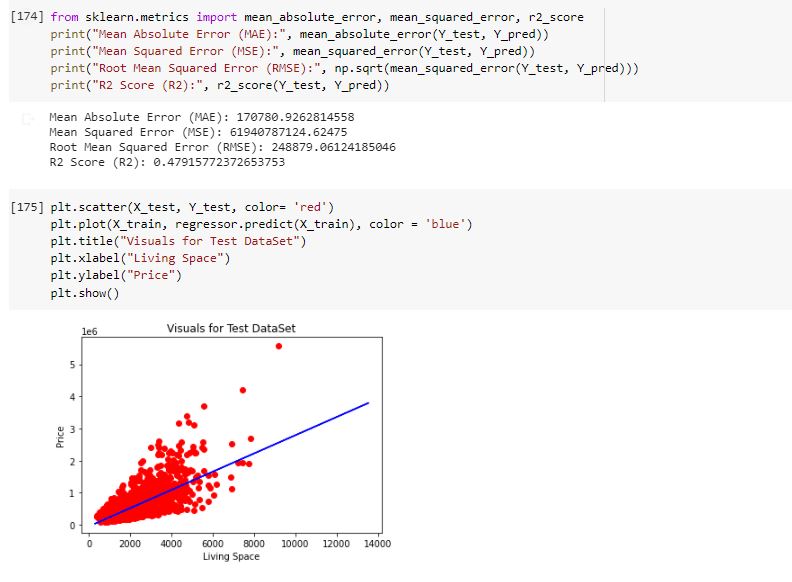 [174] from sklearn.metrics import mean_absolute_error, mean_squared_error, r2_score
print("Mean Absolute Error (MAE):", mean_absolute_error(Y_test, Y_pred))
print("Mean Squared Error (MSE):", mean_squared_error(Y_test, Y_pred))
print("Root Mean Squared Error (RMSE):", np.sqrt(mean_squared_error(Y_test, Y_pred)))
print("R2 Score (R2):", r2_score(Y_test, Y_pred))
Mean Absolute Error (MAE): 170780.9262814558
Mean Squared Error (MSE): 61940787124.62475
Root Mean Squared Error (RMSE): 248879.06124185046
R2 Score (R2): 0.47915772372653753
[175] plt.scatter(X_test, Y_test, color= 'red')
plt.plot(X_train, regressor.predict(X_train), color = 'blue')
plt.title("Visuals for Test DataSet")
plt.xlabel("Living Space")
plt.ylabel("Price")
plt.show()
1e6
Visuals for Test DataSet
5
4
3
2
1
0
Price
0 2000 4000 6000 8000 10000 12000 14000
Living Space